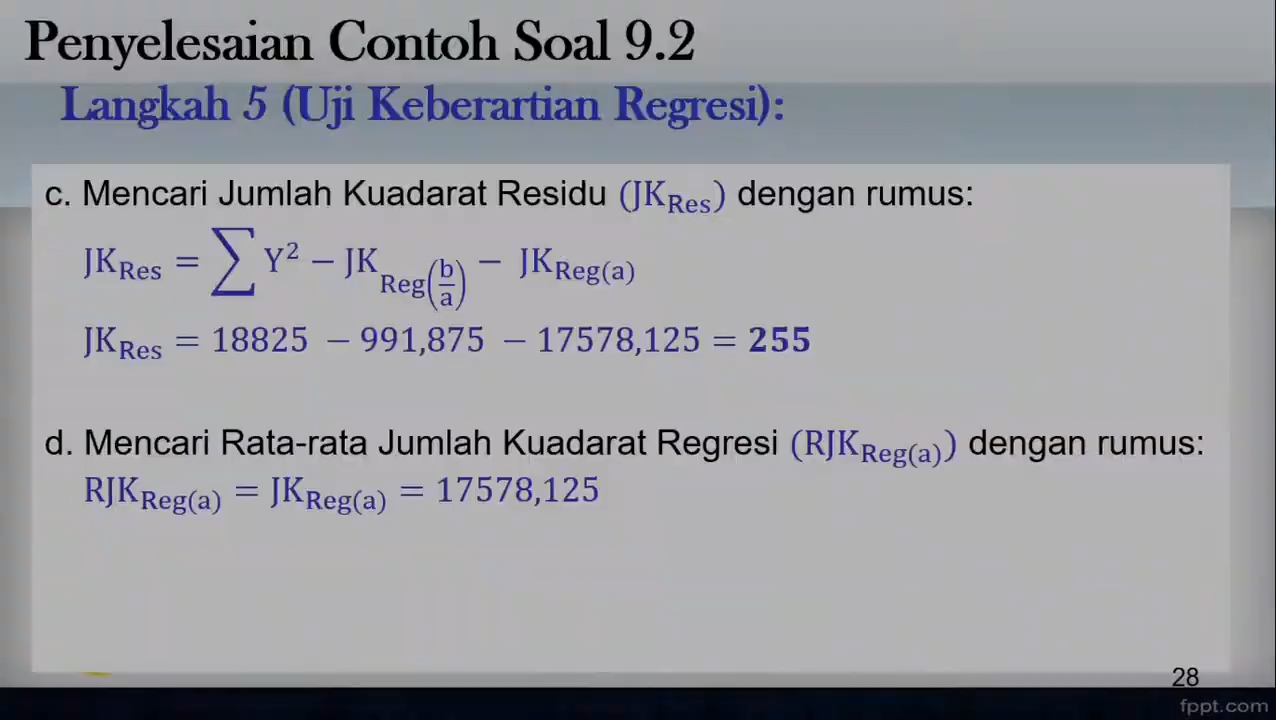 Penyelesaian Contoh Soal 9.2
Langkah 5 (Uji Keberartian Regresi):
c. Mencari Jumlah Kuadarat Residu (JK_Res) dengan rumus:
JK_Res = ∑ Y² − JK_Reg(b/a) − JK_Reg(a)
JK_Res = 18825 − 991,875 − 17578,125 = 255
d. Mencari Rata-rata Jumlah Kuadarat Regresi (RJK_Reg(a)) dengan rumus:
RJK_Reg(a) = JK_Reg(a) = 17578,125
28
fppt.com